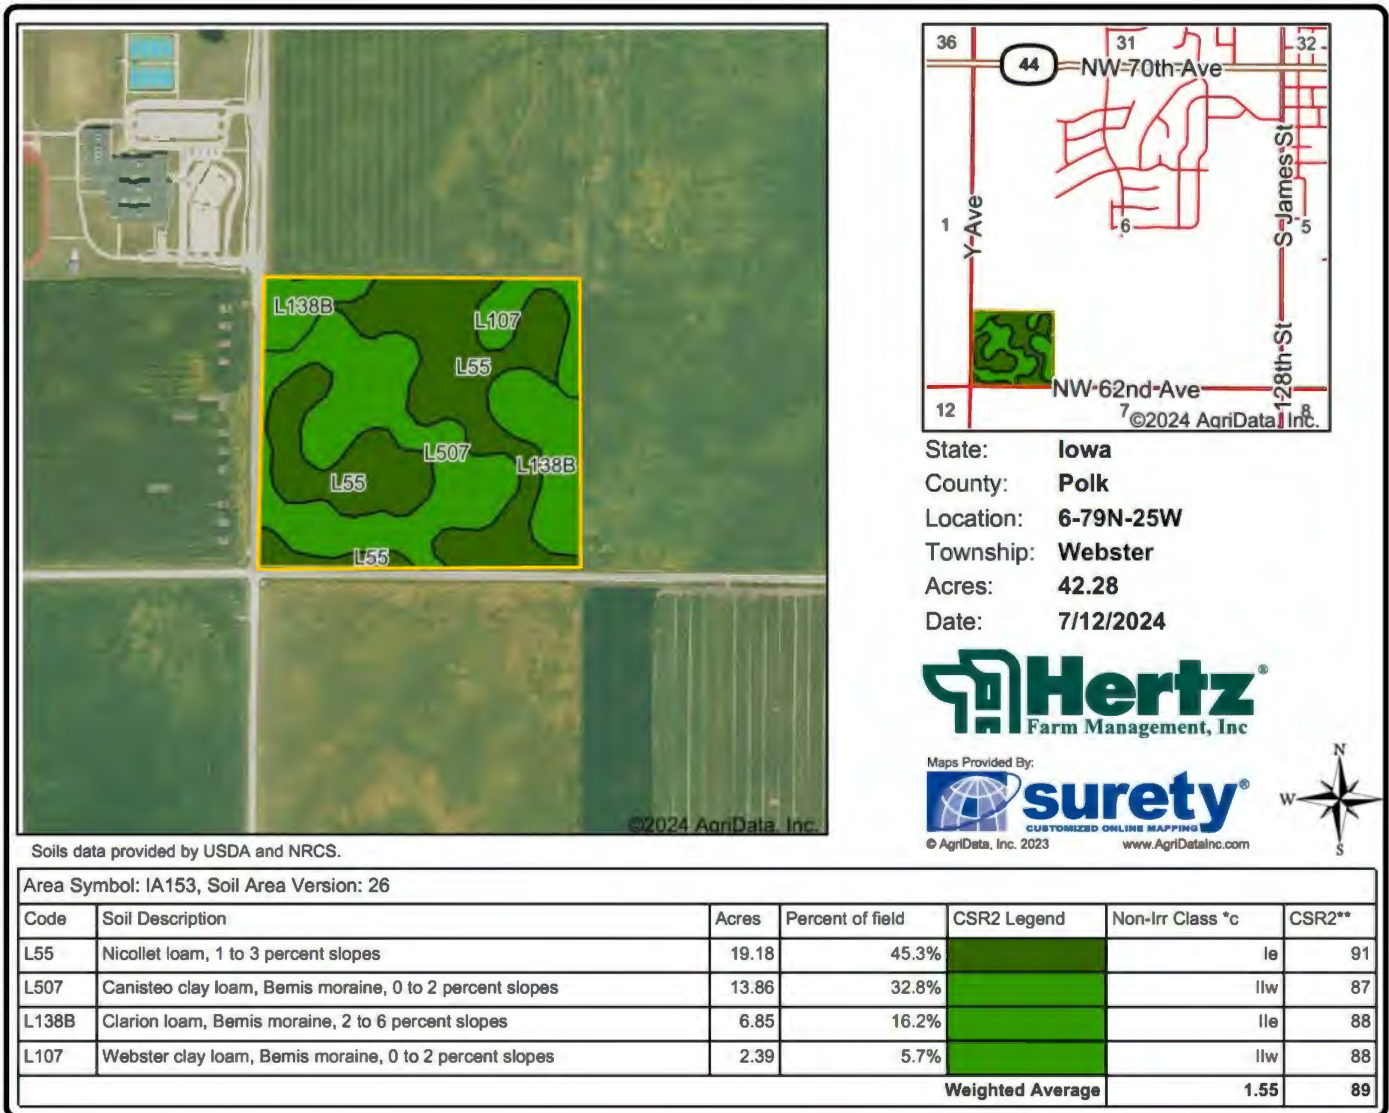 L138B
L107
L55
L507
L138B
L55
L55
©2024 AgriData, Inc.
36
31
32
44
NW 70th Ave
1
Y Ave
6
S James St
5
128th St
NW 62nd Ave
12
7
8
©2024 AgriData, Inc.
State: Iowa
County: Polk
Location: 6-79N-25W
Township: Webster
Acres: 42.28
Date: 7/12/2024
Hertz®
Farm Management, Inc
Maps Provided By:
surety®
CUSTOMIZED ONLINE MAPPING
© AgriData, Inc. 2023 www.AgriDataInc.com
N
W
S
Soils data provided by USDA and NRCS.
Area Symbol: IA153, Soil Area Version: 26
Code Soil Description Acres Percent of field CSR2 Legend Non-Irr Class *c CSR2**
L55 Nicollet loam, 1 to 3 percent slopes 19.18 45.3% Ie 91
L507 Canisteo clay loam, Bemis moraine, 0 to 2 percent slopes 13.86 32.8% IIw 87
L138B Clarion loam, Bemis moraine, 2 to 6 percent slopes 6.85 16.2% IIe 88
L107 Webster clay loam, Bemis moraine, 0 to 2 percent slopes 2.39 5.7% IIw 88
Weighted Average 1.55 89